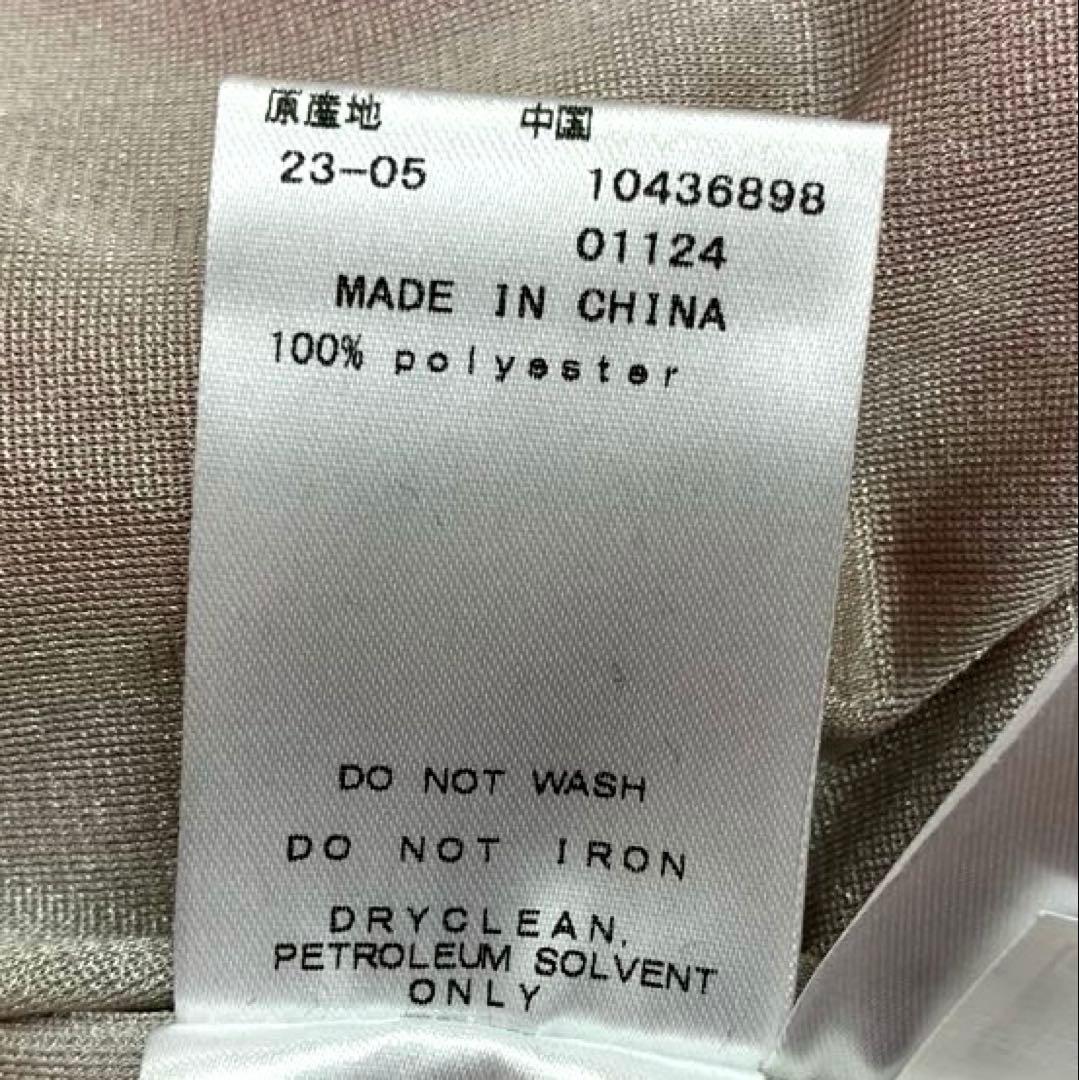 原産地 中国
23-05 10436898
01124
MADE IN CHINA
100% polyester
DO NOT WASH
DO NOT IRON
DRYCLEAN,
PETROLEUM SOLVENT
ONLY